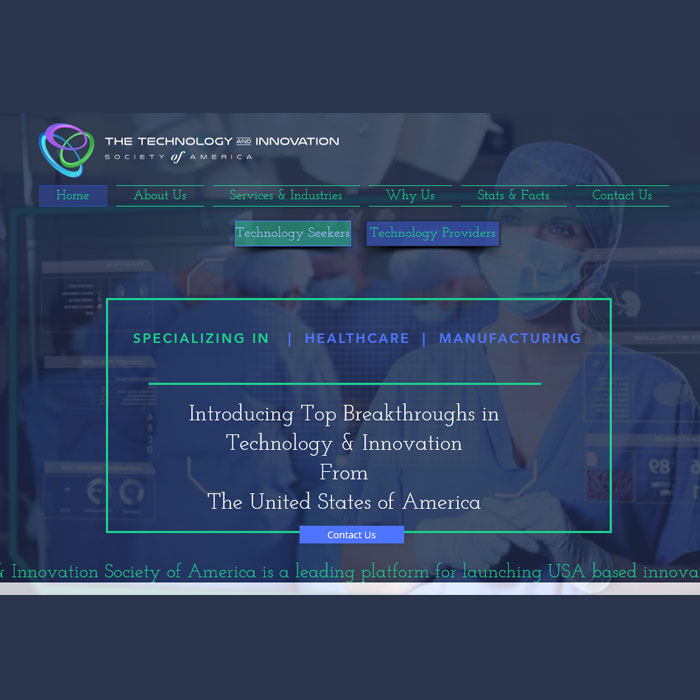 THE TECHNOLOGY AND INNOVATION
SOCIETY of AMERICA
Home About Us Services & Industries Why Us Stats & Facts Contact Us
Technology Seekers Technology Providers
SPECIALIZING IN | HEALTHCARE | MANUFACTURING
Introducing Top Breakthroughs in
Technology & Innovation
From
The United States of America
Contact Us
& Innovation Society of America is a leading platform for launching USA based innova